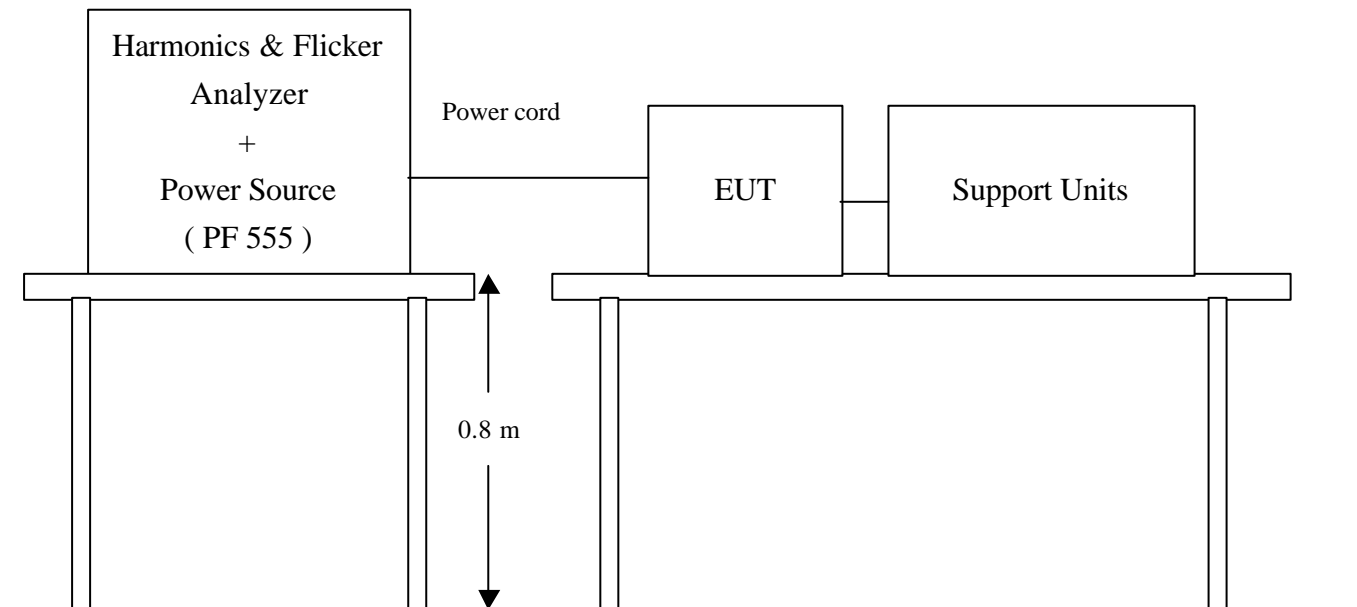 Harmonics & Flicker
Analyzer
+
Power Source
( PF 555 )
Power cord
EUT
Support Units
0.8 m